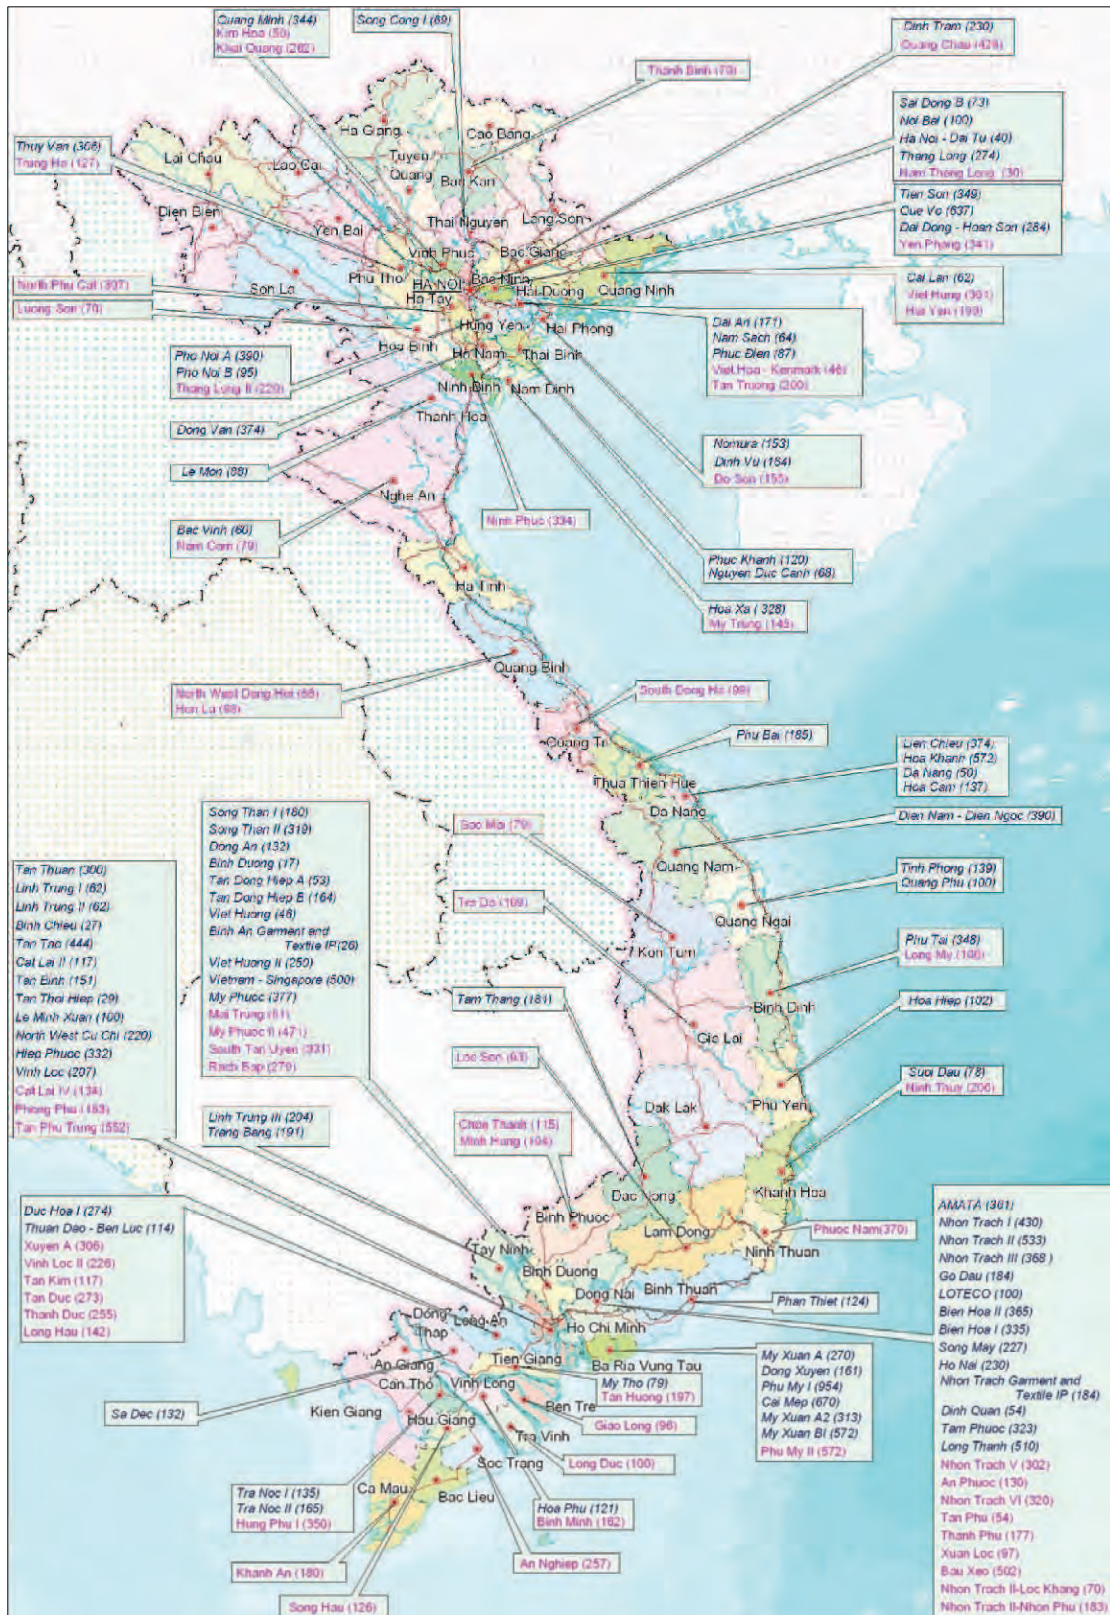 Quang Minh (344)
Kim Hoa (50)
Khai Quang (262)
Song Cong I (69)
Dinh Tram (230)
Quang Chau (426)
Thanh Binh (79)
Sai Dong B (73)
Noi Bai (100)
Ha Noi - Dai Tu (40)
Thang Long (274)
Nam Thang Long (30)
Thuy Van (306)
Trung Ha (127)
Tien Son (349)
Que Vo (637)
Dai Dong - Hoan Son (284)
Yen Phong (341)
Ha Giang
Cao Bang
Lai Chau
Lao Cai
Tuyen
Quang
Bac Kan
Dien Bien
Yen Bai
Thai Nguyen
Lang Son
Vinh Phuc
Bac Giang
Phu Tho
Bac Ninh
Son La
HA NOI
Ha Tay
Hai Duong
Quang Ninh
Hung Yen
Hai Phong
Hoa Binh
Ha Nam
Thai Binh
Ninh Binh
Nam Dinh
Thanh Hoa
North Phu Cat (307)
Luong Son (70)
Cai Lan (62)
Viet Hung (301)
Hai Yen (193)
Dai An (171)
Nam Sach (64)
Phuc Dien (87)
Viet Hoa - Kenmark (46)
Tan Truong (200)
Pho Noi A (390)
Pho Noi B (95)
Thang Long II (220)
Dong Van (374)
Le Mon (88)
Nomura (153)
Dinh Vu (164)
Do Son (155)
Nghe An
Ninh Phuc (334)
Bac Vinh (60)
Nam Cam (79)
Phuc Khanh (120)
Nguyen Duc Canh (68)
Ha Tinh
Hoa Xa (328)
My Trung (145)
Quang Binh
North West Dong Hoi (66)
Hon La (98)
South Dong Ha (99)
Quang Tri
Phu Bai (185)
Thua Thien Hue
Lien Chieu (374)
Hoa Khanh (572)
Da Nang (50)
Hoa Cam (137)
Da Nang
Dien Nam - Dien Ngoc (390)
Quang Nam
Sao Mai (79)
Tinh Phong (139)
Quang Phu (100)
Quang Ngai
Tra Da (109)
Kon Tum
Phu Tai (348)
Long My (100)
Binh Dinh
Song Than I (180)
Song Than II (319)
Dong An (132)
Binh Duong (17)
Tan Dong Hiep A (53)
Tan Dong Hiep B (164)
Viet Huong (46)
Binh An Garment and
Textile IP(26)
Viet Huong II (250)
Vietnam - Singapore (500)
My Phuoc (377)
Mai Trung (51)
My Phuoc II (471)
South Tan Uyen (331)
Rach Bap (279)
Tan Thuan (300)
Linh Trung I (62)
Linh Trung II (62)
Binh Chieu (27)
Tan Tao (444)
Cat Lai II (117)
Tan Binh (151)
Tan Thoi Hiep (29)
Le Minh Xuan (100)
North West Cu Chi (220)
Hiep Phuoc (332)
Vinh Loc (207)
Cat Lai IV (134)
Phong Phu (163)
Tan Phu Trung (552)
Tam Thang (181)
Gia Lai
Hoa Hiep (102)
Loc Son (93)
Suoi Dau (78)
Ninh Thuy (206)
Dak Lak
Phu Yen
Linh Trung III (204)
Trang Bang (191)
Chon Thanh (115)
Minh Hung (194)
Khanh Hoa
Dac Nong
Binh Phuoc
Lam Dong
Phuoc Nam(370)
Ninh Thuan
Duc Hoa I (274)
Thuan Dao - Ben Luc (114)
Xuyen A (306)
Vinh Loc II (226)
Tan Kim (117)
Tan Duc (273)
Thanh Duc (255)
Long Hau (142)
Tay Ninh
Binh Duong
Dong Nai
Binh Thuan
Phan Thiet (124)
AMATA (361)
Nhon Trach I (430)
Nhon Trach II (533)
Nhon Trach III (368 )
Go Dau (184)
LOTECO (100)
Bien Hoa II (365)
Bien Hoa I (335)
Song May (227)
Ho Nai (230)
Nhon Trach Garment and
Textile IP (184)
Dinh Quan (54)
Tam Phuoc (323)
Long Thanh (510)
Nhon Trach V (302)
An Phuoc (130)
Nhon Trach VI (320)
Tan Phu (54)
Thanh Phu (177)
Xuan Loc (97)
Bau Xeo (502)
Nhon Trach II-Loc Khang (70)
Nhon Trach II-Nhon Phu (183)
Dong
Thap
Long An
Ho Chi Minh
An Giang
Tien Giang
Ba Ria Vung Tau
Can Tho
Vinh Long
Ben Tre
Kien Giang
Hau Giang
Tra Vinh
Soc Trang
Ca Mau
Bac Lieu
My Xuan A (270)
Dong Xuyen (161)
Phu My I (954)
Cai Mep (670)
My Xuan A2 (313)
My Xuan BI (572)
Phu My II (572)
My Tho (79)
Tan Huong (197)
Sa Dec (132)
Giao Long (96)
Long Duc (100)
Tra Noc I (135)
Tra Noc II (165)
Hung Phu I (350)
Hoa Phu (121)
Binh Minh (162)
An Nghiep (257)
Khanh An (180)
Song Hau (126)